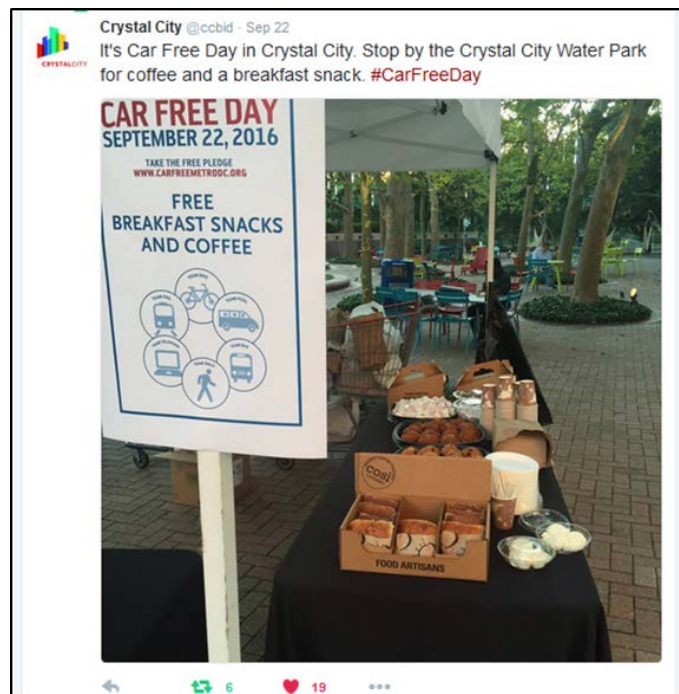 Crystal City @ccbid · Sep 22
It's Car Free Day in Crystal City. Stop by the Crystal City Water Park
for coffee and a breakfast snack. #CarFreeDay
CRYSTALCITY
CAR FREE DAY
SEPTEMBER 22, 2016
TAKE THE FREE PLEDGE
WWW.CARFREEMETRODC.ORG
FREE
BREAKFAST SNACKS
AND COFFEE
cosi
FOOD ARTISANS
6
19